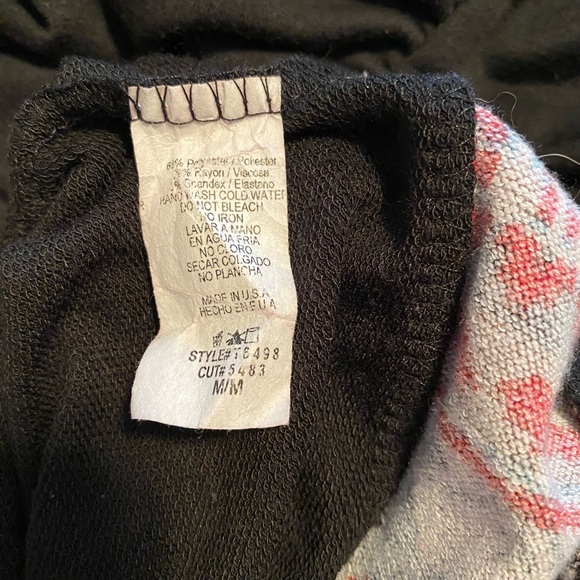 Polyester / Poliester
Rayon / Viscosa
Spandex / Elastano
HAND WASH COLD WATER
DO NOT BLEACH
NO IRON
LAVAR A MANO
EN AGUA FRIA
NO CLORO
SECAR COLGADO
NO PLANCHA
MADE IN U.S.A
HECHO EN E U A
STYLE# T6498
CUT# 5483
M/M